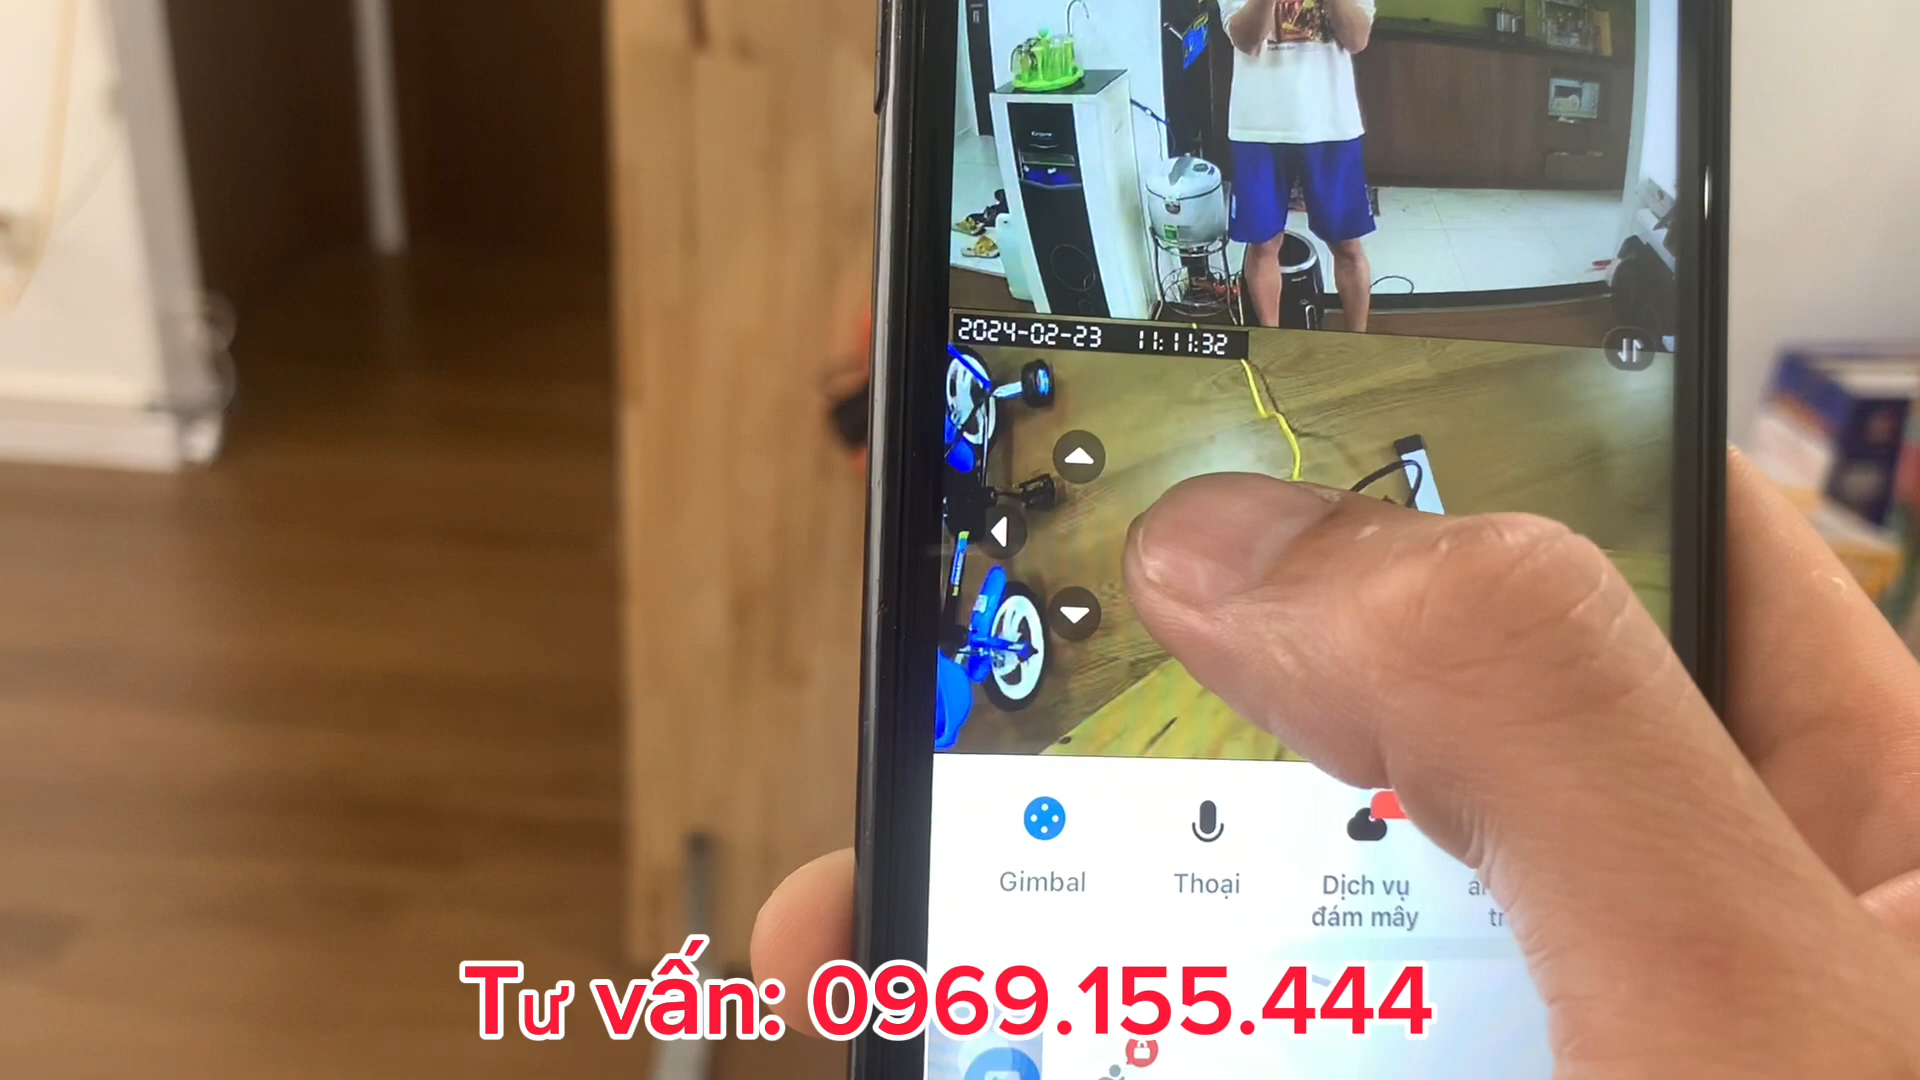 2024-02-23 11:11:32
Gimbal
Thoại
Dịch vụ
đám mây
Tư vấn: 0969.155.444